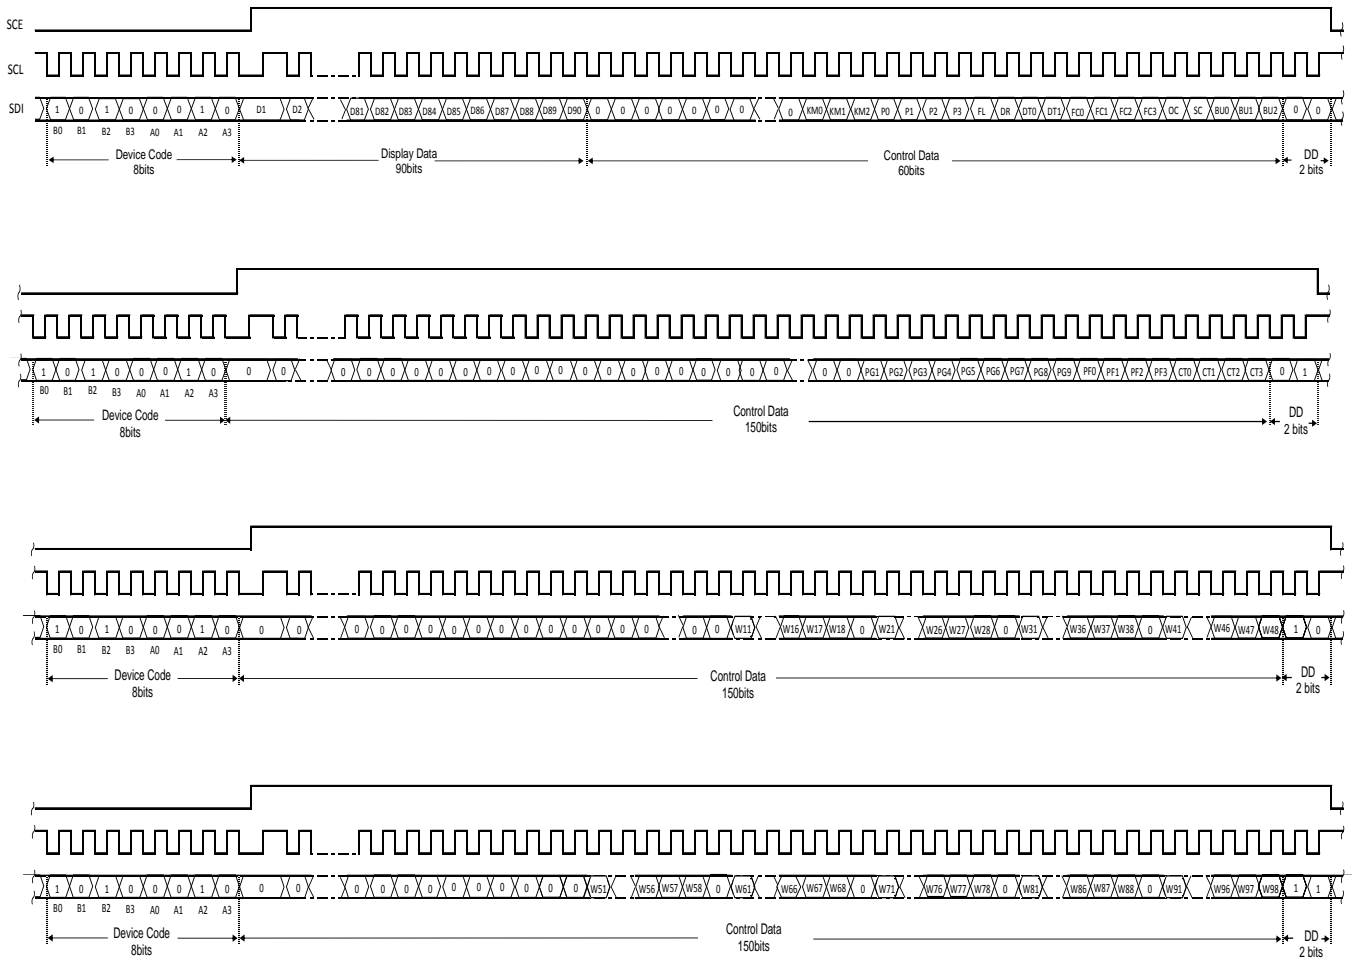 SCE
SCL
SDI 1 0 1 0 0 0 1 0 D1 D2 D81 D82 D83 D84 D85 D86 D87 D88 D89 D90 0 0 0 0 0 0 0 0 KM0 KM1 KM2 P0 P1 P2 P3 FL DR DT0 DT1 FC0 FC1 FC2 FC3 OC SC BU0 BU1 BU2 0 0
B0 B1 B2 B3 A0 A1 A2 A3
Device Code Display Data Control Data DD
8bits 90bits 60bits 2 bits
1 0 1 0 0 0 1 0 0 0 0 0 0 0 0 0 0 0 0 0 0 0 0 0 0 0 0 0 0 0 0 PG1 PG2 PG3 PG4 PG5 PG6 PG7 PG8 PG9 PF0 PF1 PF2 PF3 CT0 CT1 CT2 CT3 0 1
B0 B1 B2 B3 A0 A1 A2 A3
Device Code Control Data DD
8bits 150bits 2 bits
1 0 1 0 0 0 1 0 0 0 0 0 0 0 0 0 0 0 0 0 0 0 0 0 0 W11 W16 W17 W18 0 W21 W26 W27 W28 0 W31 W36 W37 W38 0 W41 W46 W47 W48 1 0
B0 B1 B2 B3 A0 A1 A2 A3
Device Code Control Data DD
8bits 150bits 2 bits
1 0 1 0 0 0 1 0 0 0 0 0 0 0 0 0 0 0 0 0 W51 W56 W57 W58 0 W61 W66 W67 W68 0 W71 W76 W77 W78 0 W81 W86 W87 W88 0 W91 W96 W97 W98 1 1
B0 B1 B2 B3 A0 A1 A2 A3
Device Code Control Data DD
8bits 150bits 2 bits